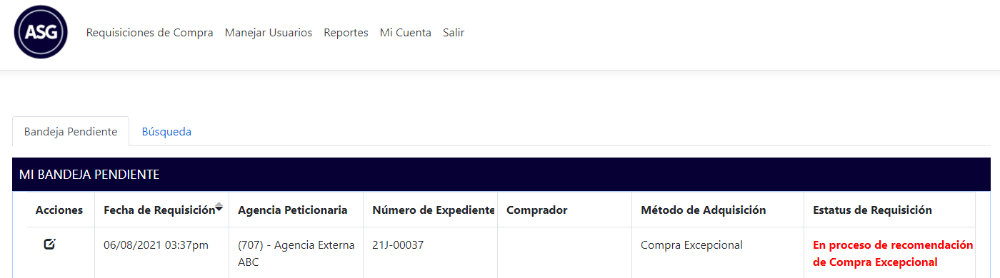 ASG
Requisiciones de Compra Manejar Usuarios Reportes Mi Cuenta Salir
Bandeja Pendiente Búsqueda
MI BANDEJA PENDIENTE
Acciones Fecha de Requisición Agencia Peticionaria Número de Expediente Comprador Método de Adquisición Estatus de Requisición
06/08/2021 03:37pm (707) - Agencia Externa 21J-00037 Compra Excepcional En proceso de recomendación
ABC de Compra Excepcional